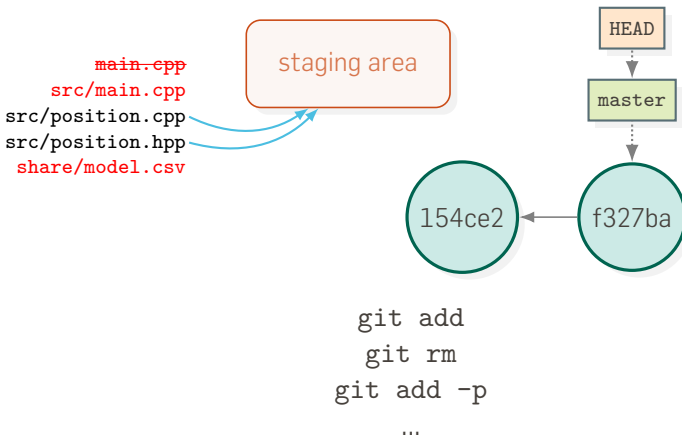 main.cpp
src/main.cpp
src/position.cpp
src/position.hpp
share/model.csv
staging area
HEAD
master
154ce2
f327ba
git add
git rm
git add -p
...